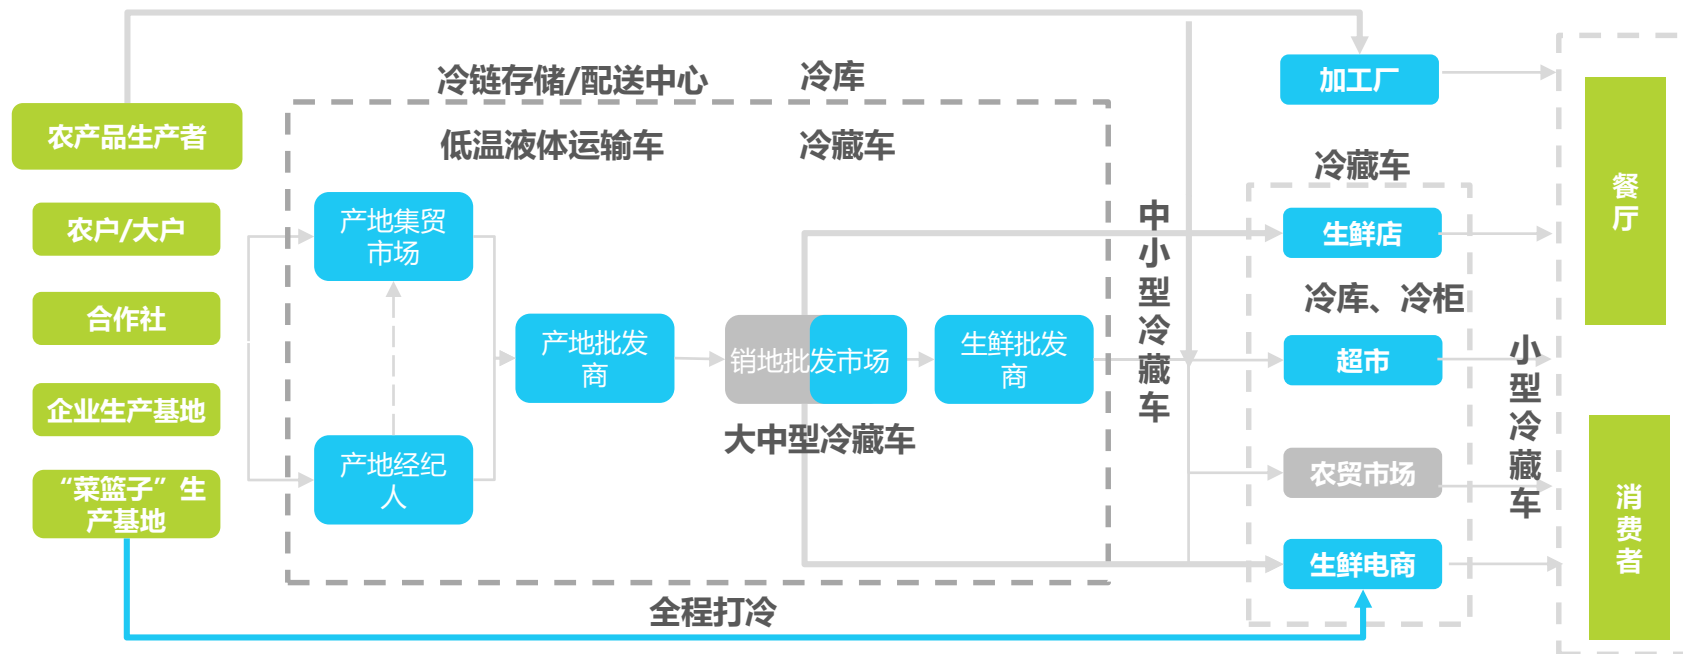 农产品生产者
农户/大户
合作社
企业生产基地
“菜篮子”生
产基地
冷链存储/配送中心
冷库
低温液体运输车
冷藏车
产地集贸
市场
产地经纪
人
产地批发
商
销地批发市场
生鲜批发
商
大中型冷藏车
全程打冷
中小型冷藏车
加工厂
冷藏车
生鲜店
冷库、冷柜
超市
农贸市场
生鲜电商
小型冷藏车
餐厅
消费者